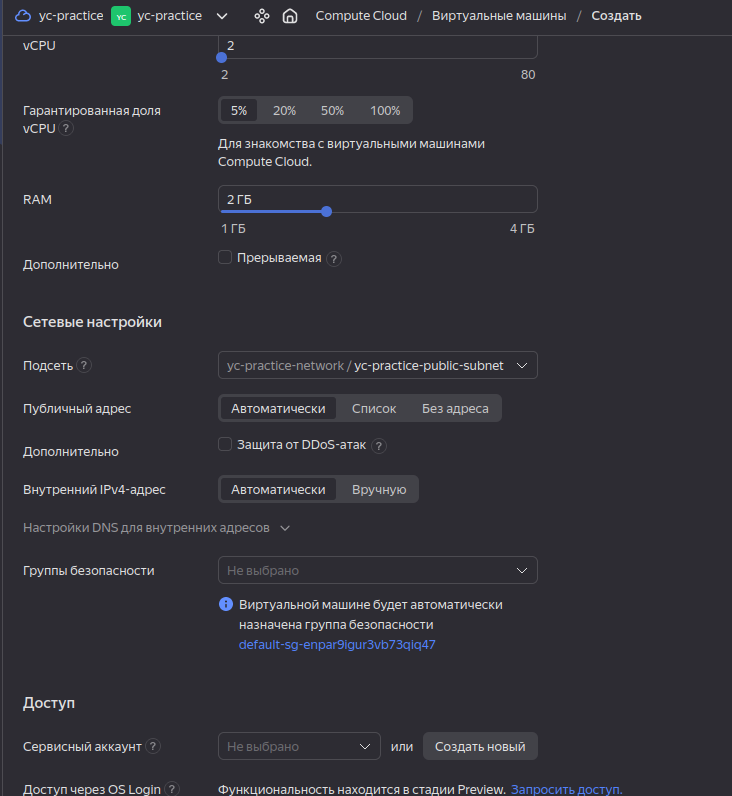 yc-practice YC yc-practice Compute Cloud / Виртуальные машины / Создать
vCPU 2
2 80
Гарантированная доля vCPU ? 5% 20% 50% 100%
Для знакомства с виртуальными машинами
Compute Cloud.
RAM 2 ГБ
1 ГБ 4 ГБ
Дополнительно Прерываемая ?
Сетевые настройки
Подсеть ? yc-practice-network / yc-practice-public-subnet
Публичный адрес Автоматически Список Без адреса
Дополнительно Защита от DDoS-атак ?
Внутренний IPv4-адрес Автоматически Вручную
Настройки DNS для внутренних адресов
Группы безопасности Не выбрано
Виртуальной машине будет автоматически
назначена группа безопасности
default-sg-enpar9igur3vb73qiq47
Доступ
Сервисный аккаунт ? Не выбрано или Создать новый
Доступ через OS Login ? Функциональность находится в стадии Preview. Запросить доступ.